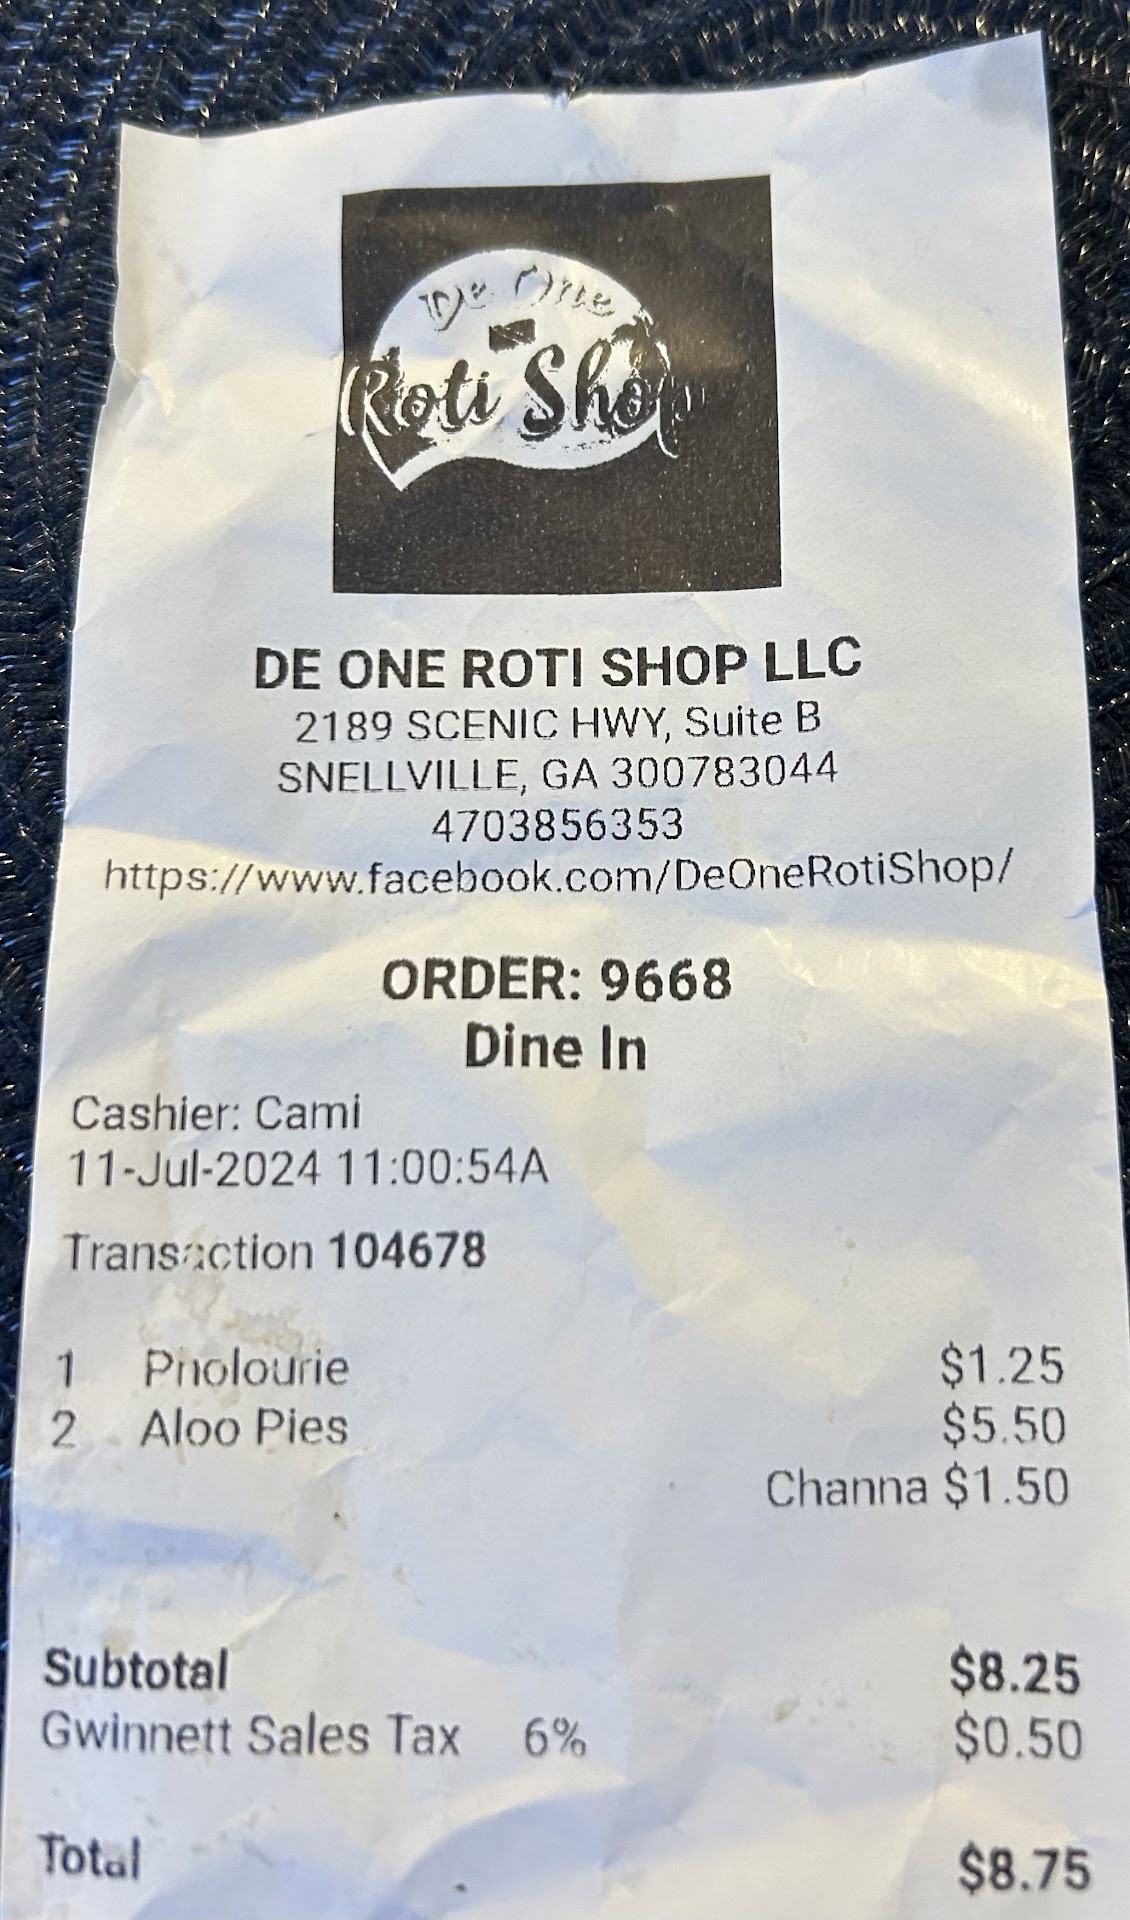 De One
Roti Shop
DE ONE ROTI SHOP LLC
2189 SCENIC HWY, Suite B
SNELLVILLE, GA 300783044
4703856353
https://www.facebook.com/DeOneRotiShop/
ORDER: 9668
Dine In
Cashier: Cami
11-Jul-2024 11:00:54A
Transaction 104678
1 Pholourie $1.25
2 Aloo Pies $5.50
Channa $1.50
Subtotal $8.25
Gwinnett Sales Tax 6% $0.50
Total $8.75